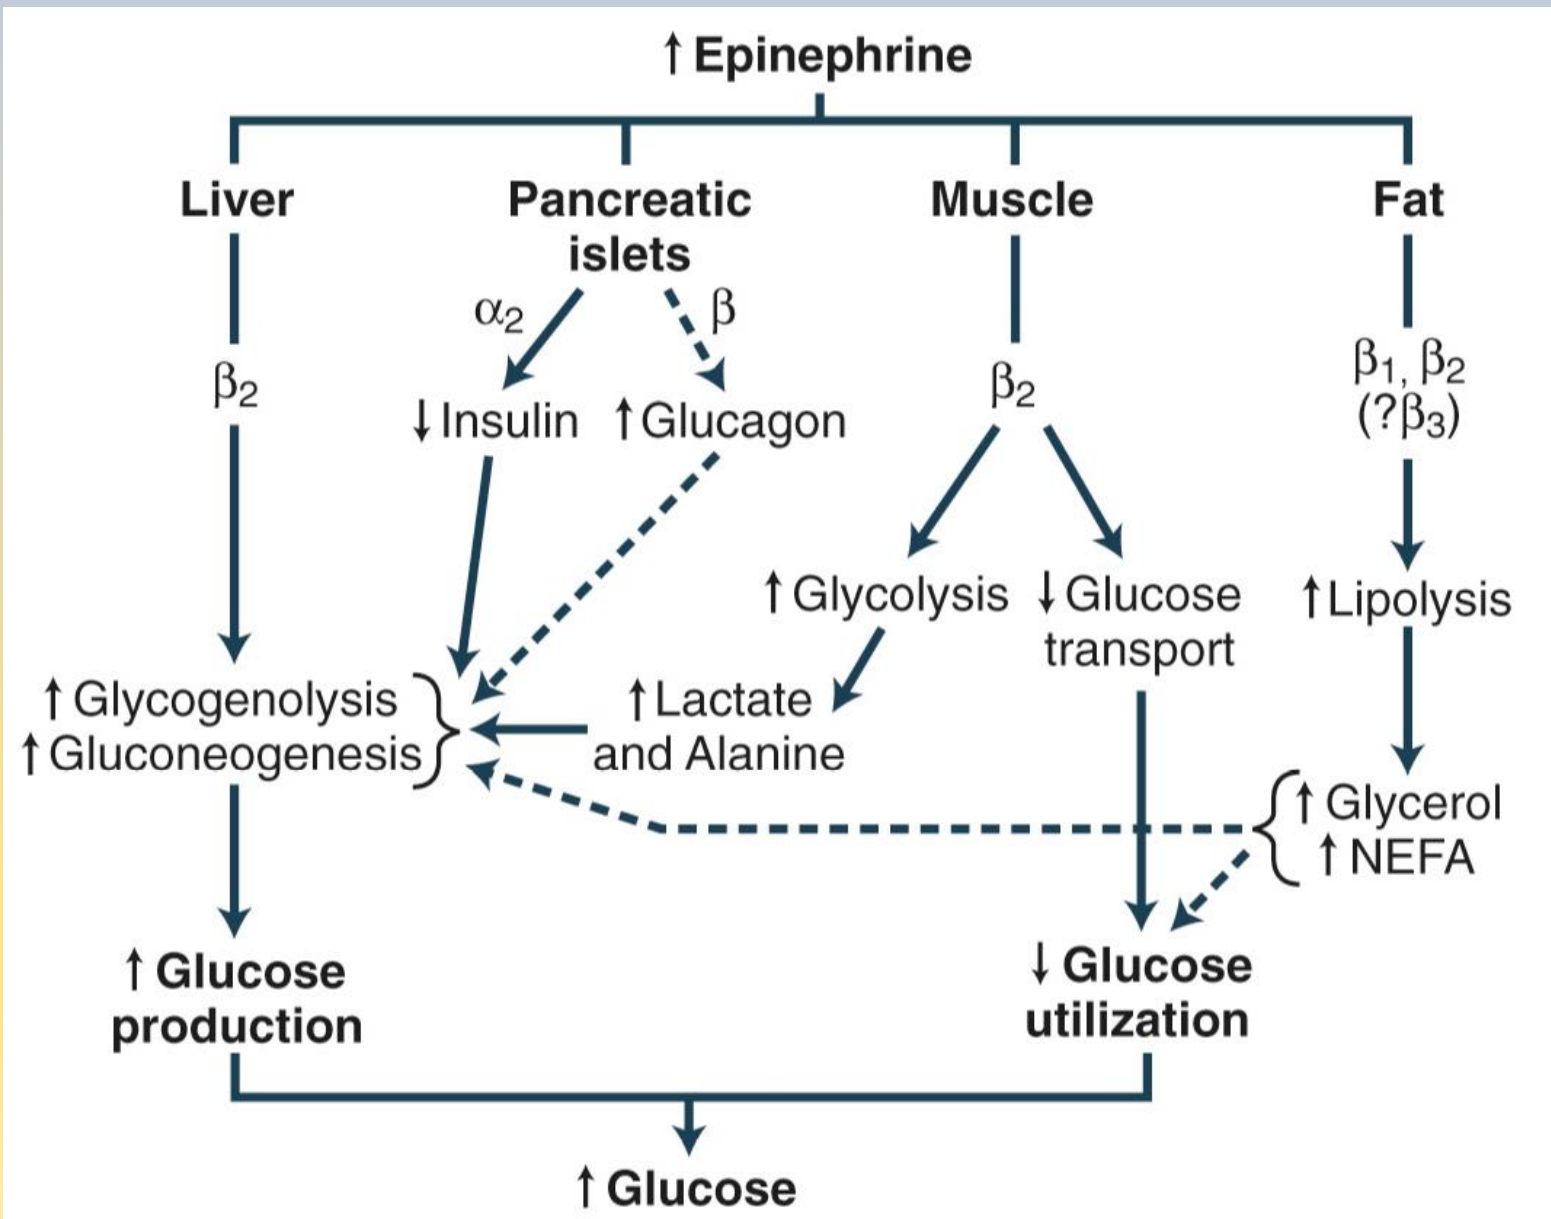 ↑ Epinephrine
Liver
Pancreatic
islets
Muscle
Fat
α2
β
β2
β2
β1, β2
(?β3)
↓ Insulin
↑ Glucagon
↑ Glycolysis
↓ Glucose
transport
↑ Lipolysis
↑ Glycogenolysis
↑ Gluconeogenesis
↑ Lactate
and Alanine
↑ Glycerol
↑ NEFA
↑ Glucose
production
↓ Glucose
utilization
↑ Glucose